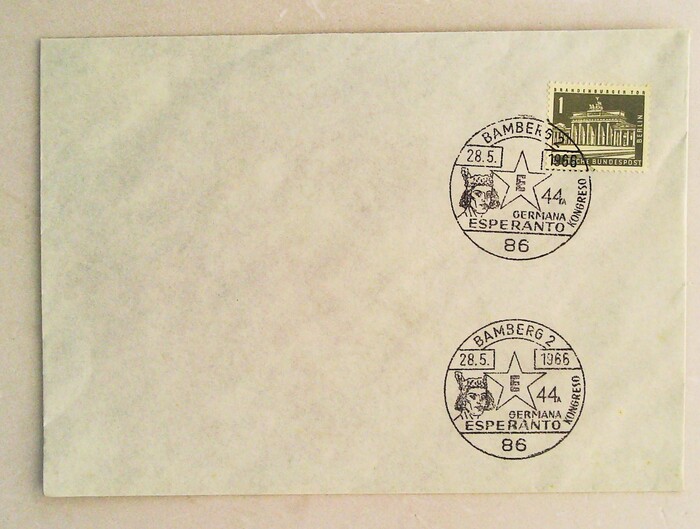 1
BRANDENBURGER TOR
BERLIN
DEUTSCHE BUNDESPOST
BAMBERG 2
28.5. 1966
E
44A
GERMANA
ESPERANTO
KONGRESO
86
BAMBERG 2
28.5. 1966
E
44A
GERMANA
ESPERANTO
KONGRESO
86